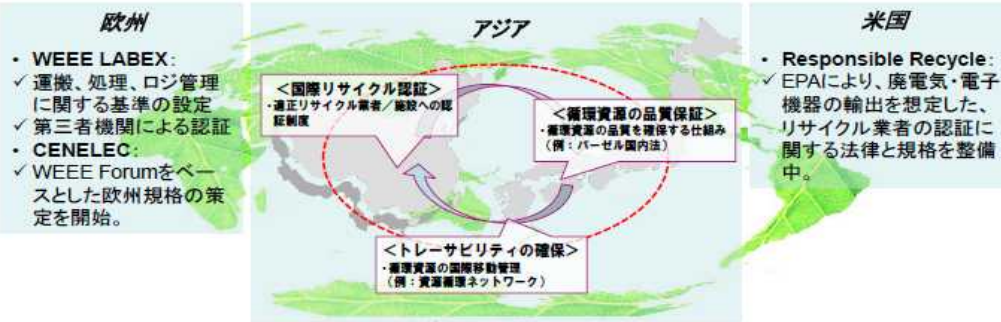 欧州
• WEEE LABEX:
✓ 運搬、処理、ロジ管理
に関する基準の設定
✓ 第三者機関による認証
• CENELEC:
✓ WEEE Forumをベー
スとした欧州規格の策
定を開始。
アジア
＜国際リサイクル認証＞
・適正リサイクル業者／施設への認
証制度
＜循環資源の品質保証＞
・循環資源の品質を確保する仕組み
（例：バーゼル国内法）
＜トレーサビリティの確保＞
・循環資源の国際移動管理
（例：資源循環ネットワーク）
米国
• Responsible Recycle:
✓ EPAにより、廃電気・電子
機器の輸出を想定した、
リサイクル業者の認証に
関する法律と規格を整備
中。